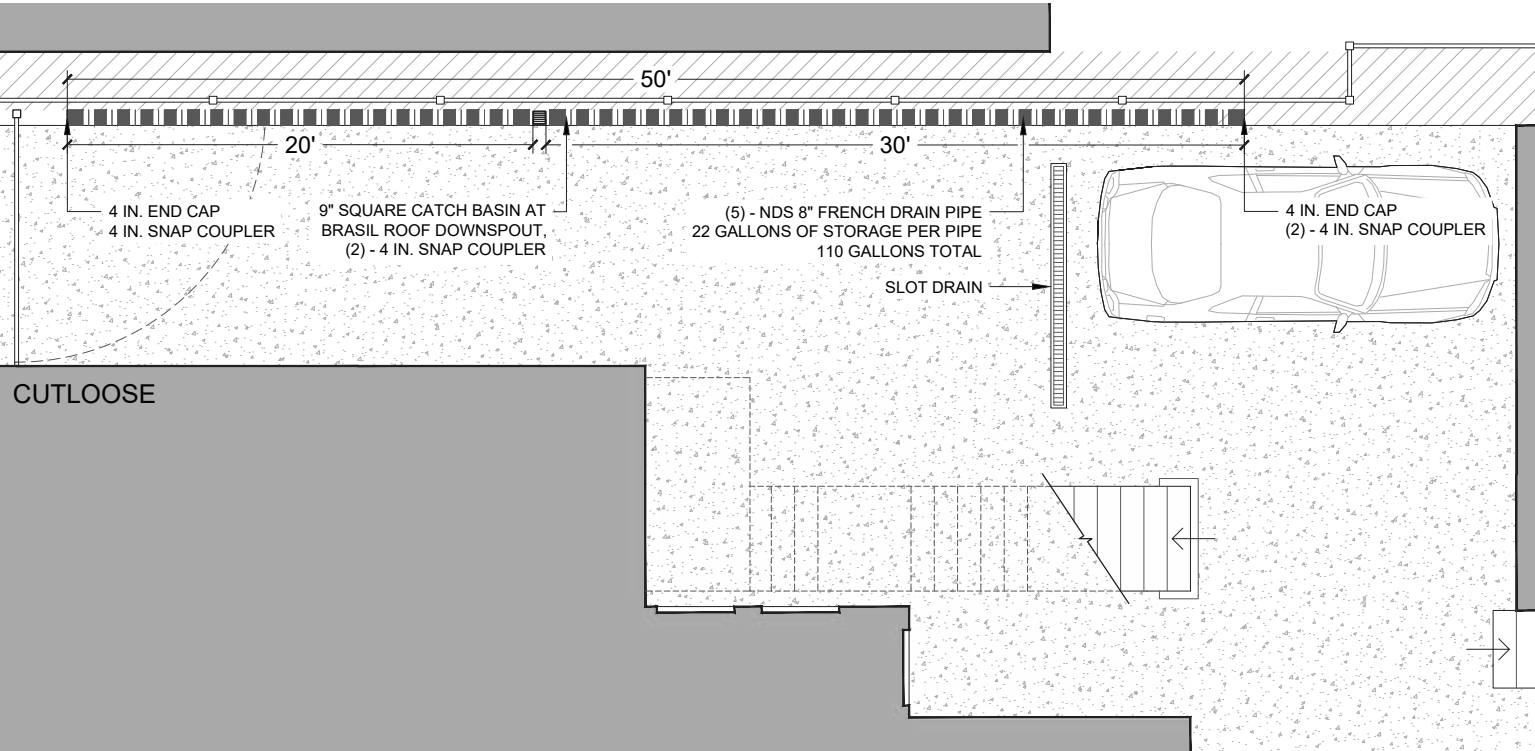 50'
20'
30'
4 IN. END CAP
4 IN. SNAP COUPLER
9" SQUARE CATCH BASIN AT
BRASIL ROOF DOWNSPOUT,
(2) - 4 IN. SNAP COUPLER
(5) - NDS 8" FRENCH DRAIN PIPE
22 GALLONS OF STORAGE PER PIPE
110 GALLONS TOTAL
SLOT DRAIN
4 IN. END CAP
(2) - 4 IN. SNAP COUPLER
CUTLOOSE